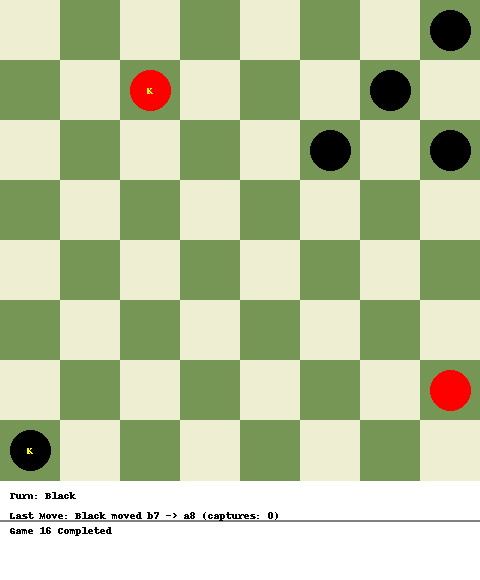 K
K
Turn: Black
Last Move: Black moved b7 -> a8 (captures: 0)
Game 16 Completed